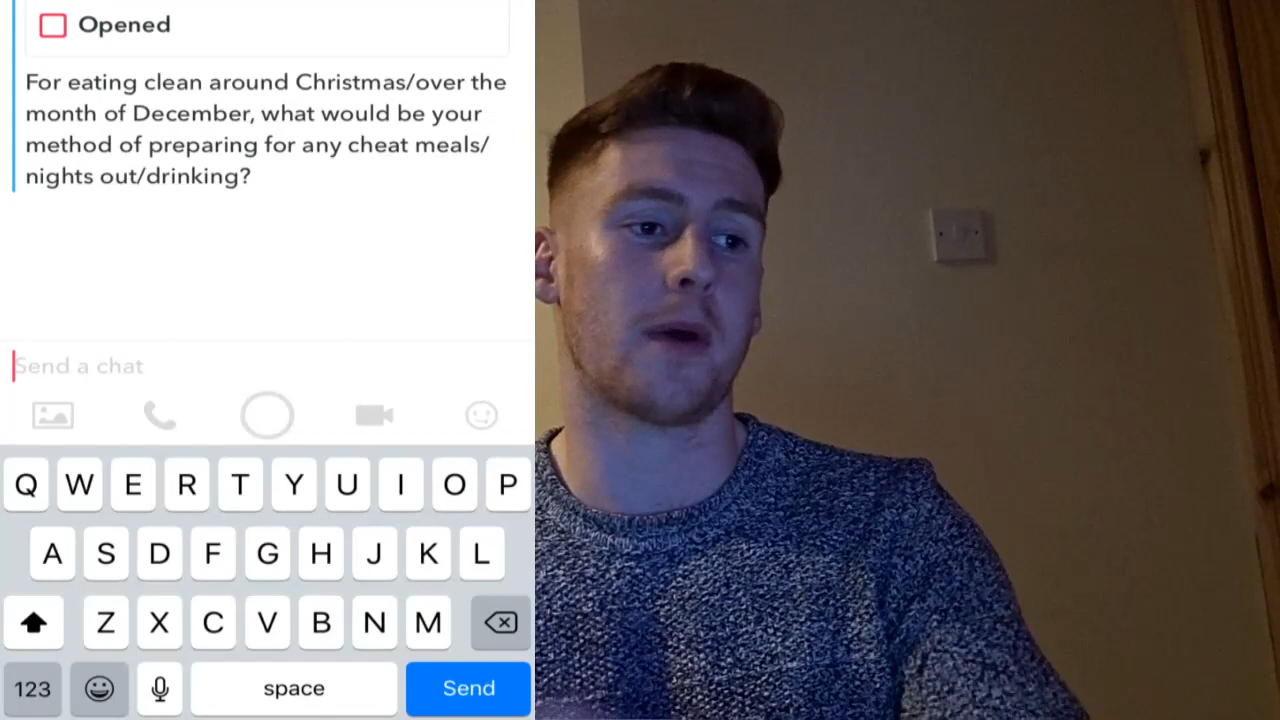 Opened
For eating clean around Christmas/over the
month of December, what would be your
method of preparing for any cheat meals/
nights out/drinking?
Send a chat
Q W E R T Y U I O P
A S D F G H J K L
Z X C V B N M
123 space Send